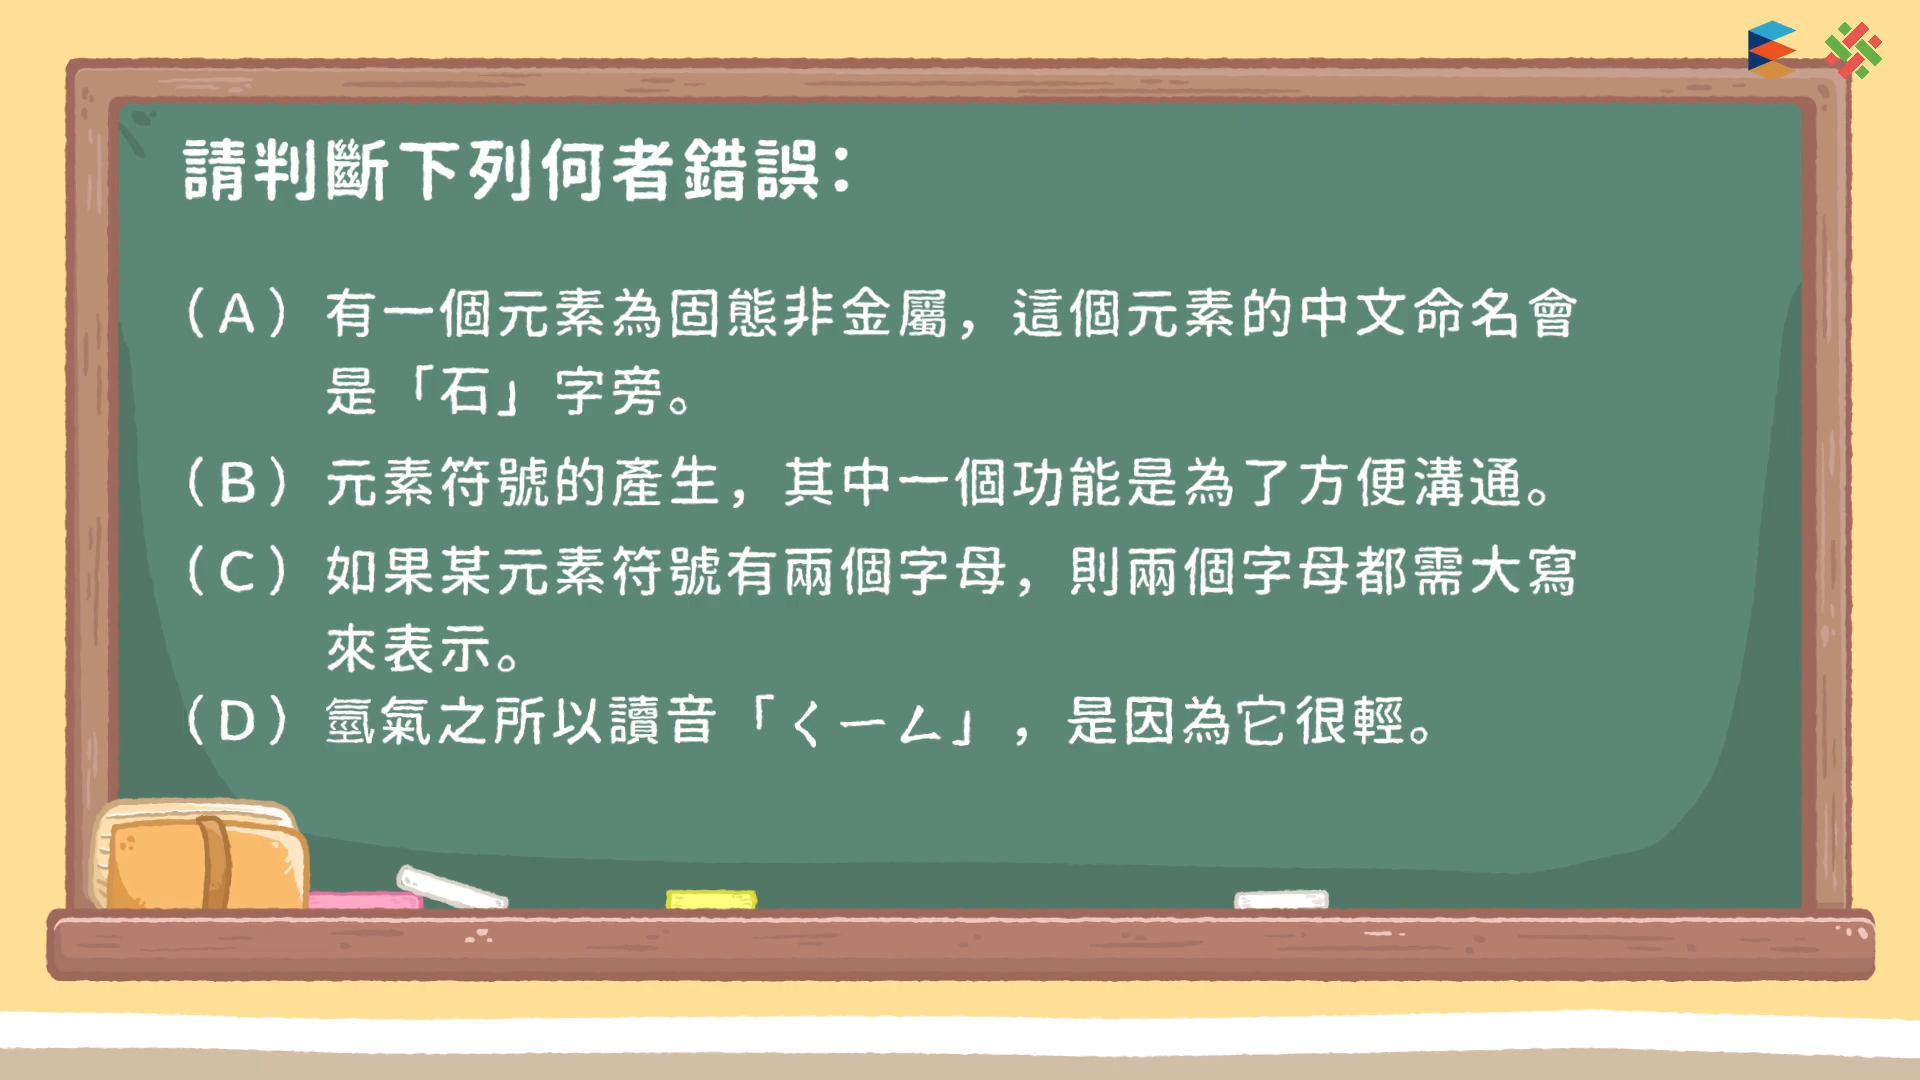 請判斷下列何者錯誤：
（A）有一個元素為固態非金屬，這個元素的中文命名會
是「石」字旁。
（B）元素符號的產生，其中一個功能是為了方便溝通。
（C）如果某元素符號有兩個字母，則兩個字母都需大寫
來表示。
（D）氫氣之所以讀音「ㄑㄧㄥ」，是因為它很輕。